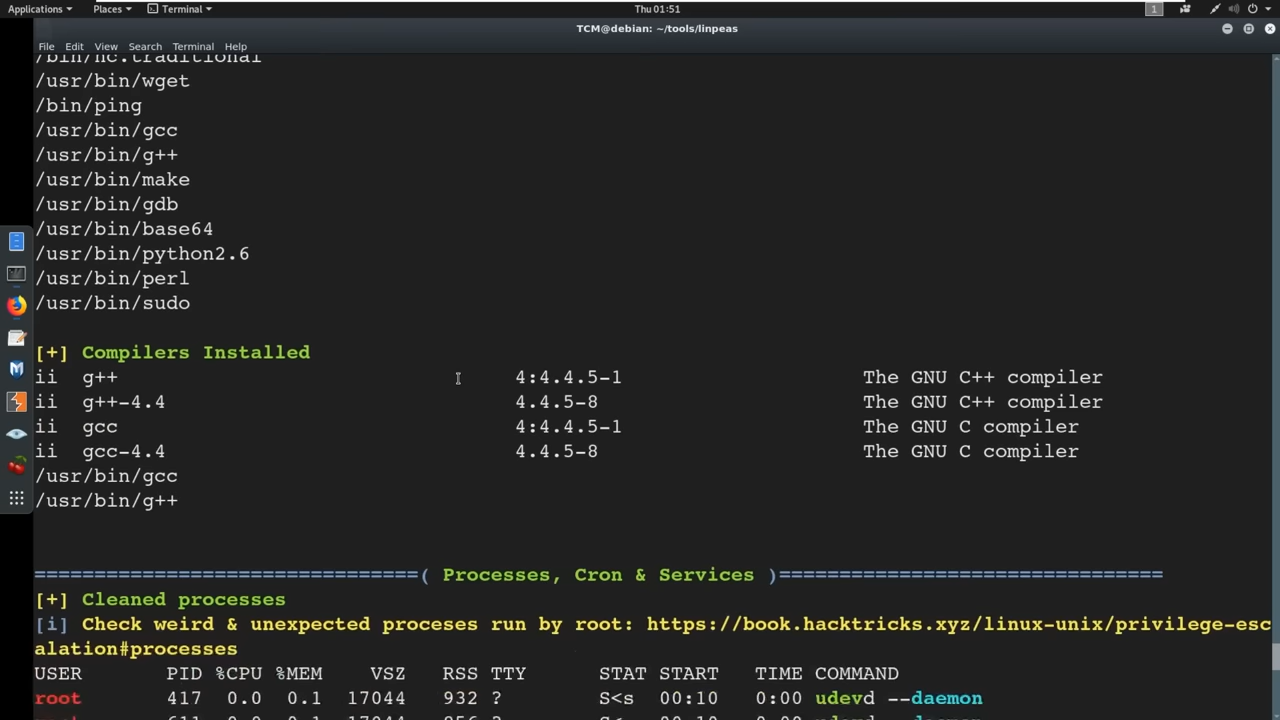 Applications Places Terminal Thu 01:51 1
TCM@debian: ~/tools/linpeas
File Edit View Search Terminal Help
/bin/nc.traditional
/usr/bin/wget
/bin/ping
/usr/bin/gcc
/usr/bin/g++
/usr/bin/make
/usr/bin/gdb
/usr/bin/base64
/usr/bin/python2.6
/usr/bin/perl
/usr/bin/sudo
[+] Compilers Installed
ii g++ 4:4.4.5-1 The GNU C++ compiler
ii g++-4.4 4.4.5-8 The GNU C++ compiler
ii gcc 4:4.4.5-1 The GNU C compiler
ii gcc-4.4 4.4.5-8 The GNU C compiler
/usr/bin/gcc
/usr/bin/g++
================================( Processes, Cron & Services )================================
[+] Cleaned processes
[i] Check weird & unexpected proceses run by root: https://book.hacktricks.xyz/linux-unix/privilege-esc
alation#processes
USER PID %CPU %MEM VSZ RSS TTY STAT START TIME COMMAND
root 417 0.0 0.1 17044 932 ? S<s 00:10 0:00 udevd --daemon